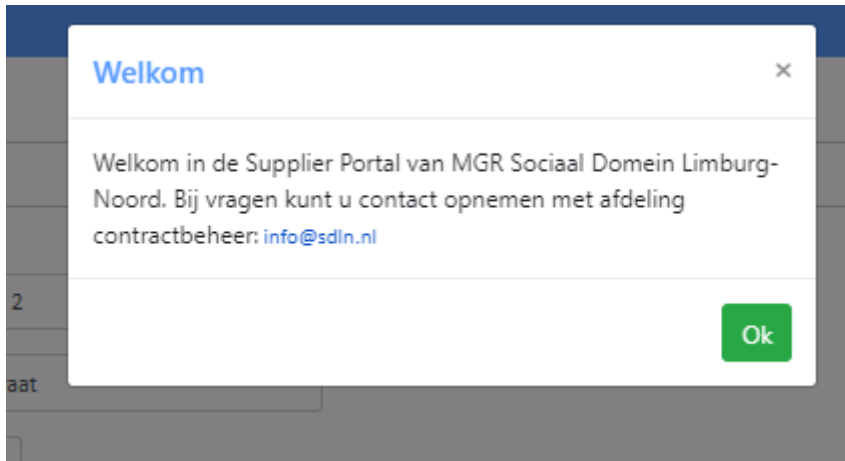 Welkom
×
Welkom in de Supplier Portal van MGR Sociaal Domein Limburg-
Noord. Bij vragen kunt u contact opnemen met afdeling
contractbeheer: info@sdln.nl
2
Ok
aat